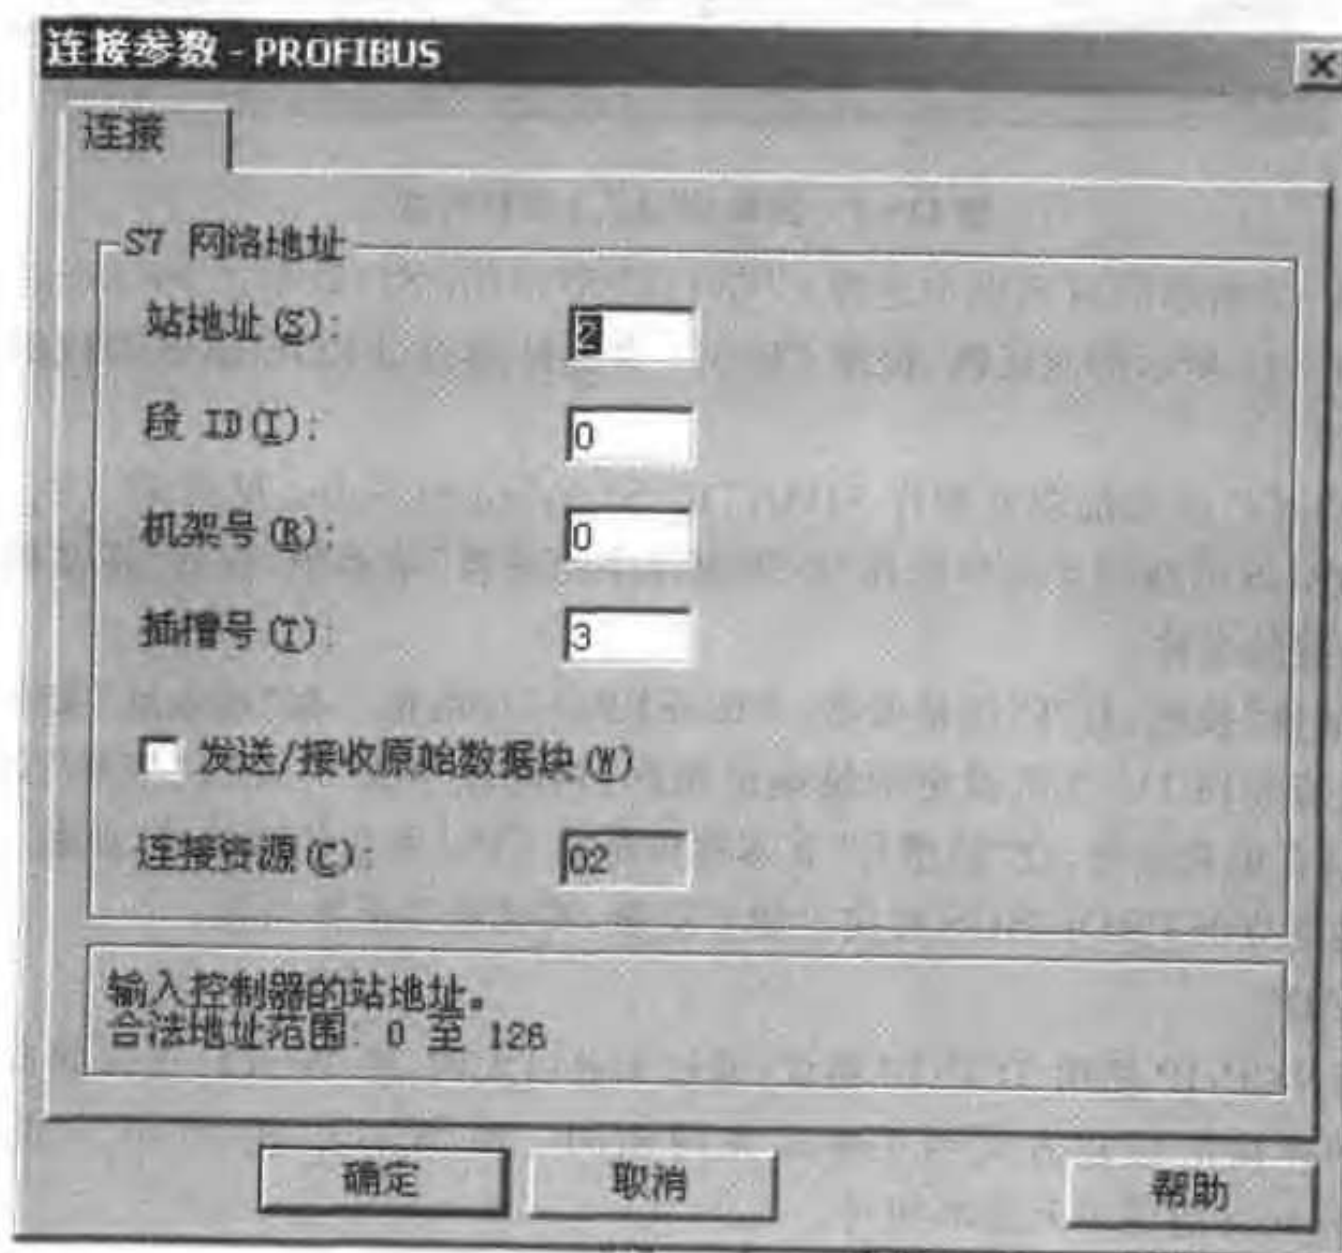 连接参数 - PROFIBUS
连接
S7 网络地址
站地址(S): 2
段 ID(I): 0
机架号(R): 0
插槽号(T): 3
发送/接收原始数据块(W)
连接资源(C): 02
输入控制器的站地址。
合法地址范围: 0 至 126
确定 取消 帮助